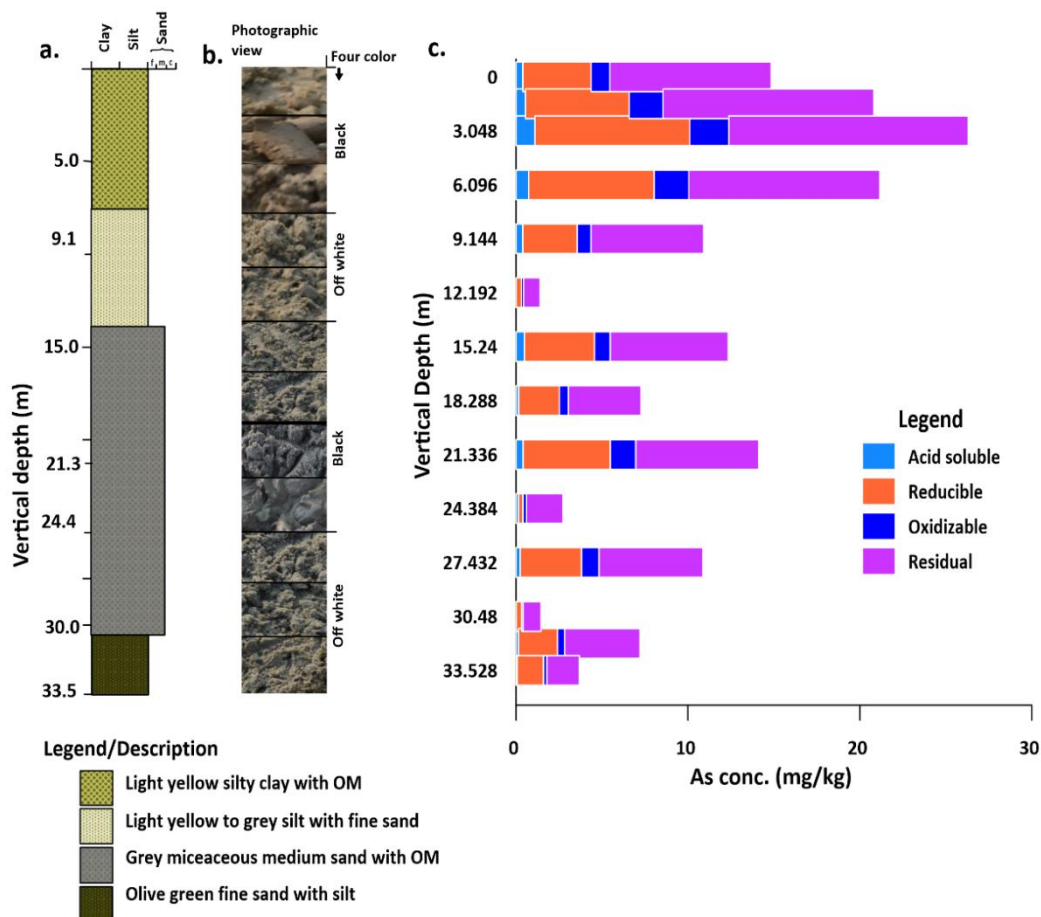 a.
Clay
Silt
Sand
f m c
Vertical depth (m)
5.0
9.1
15.0
21.3
24.4
30.0
33.5
Legend/Description
Light yellow silty clay with OM
Light yellow to grey silt with fine sand
Grey miceaceous medium sand with OM
Olive green fine sand with silt
Photographic
view
b.
Four color
Black
Off white
Black
Off white
c.
Vertical Depth (m)
0
3.048
6.096
9.144
12.192
15.24
18.288
21.336
24.384
27.432
30.48
33.528
0 10 20 30
As conc. (mg/kg)
Legend
Acid soluble
Reducible
Oxidizable
Residual